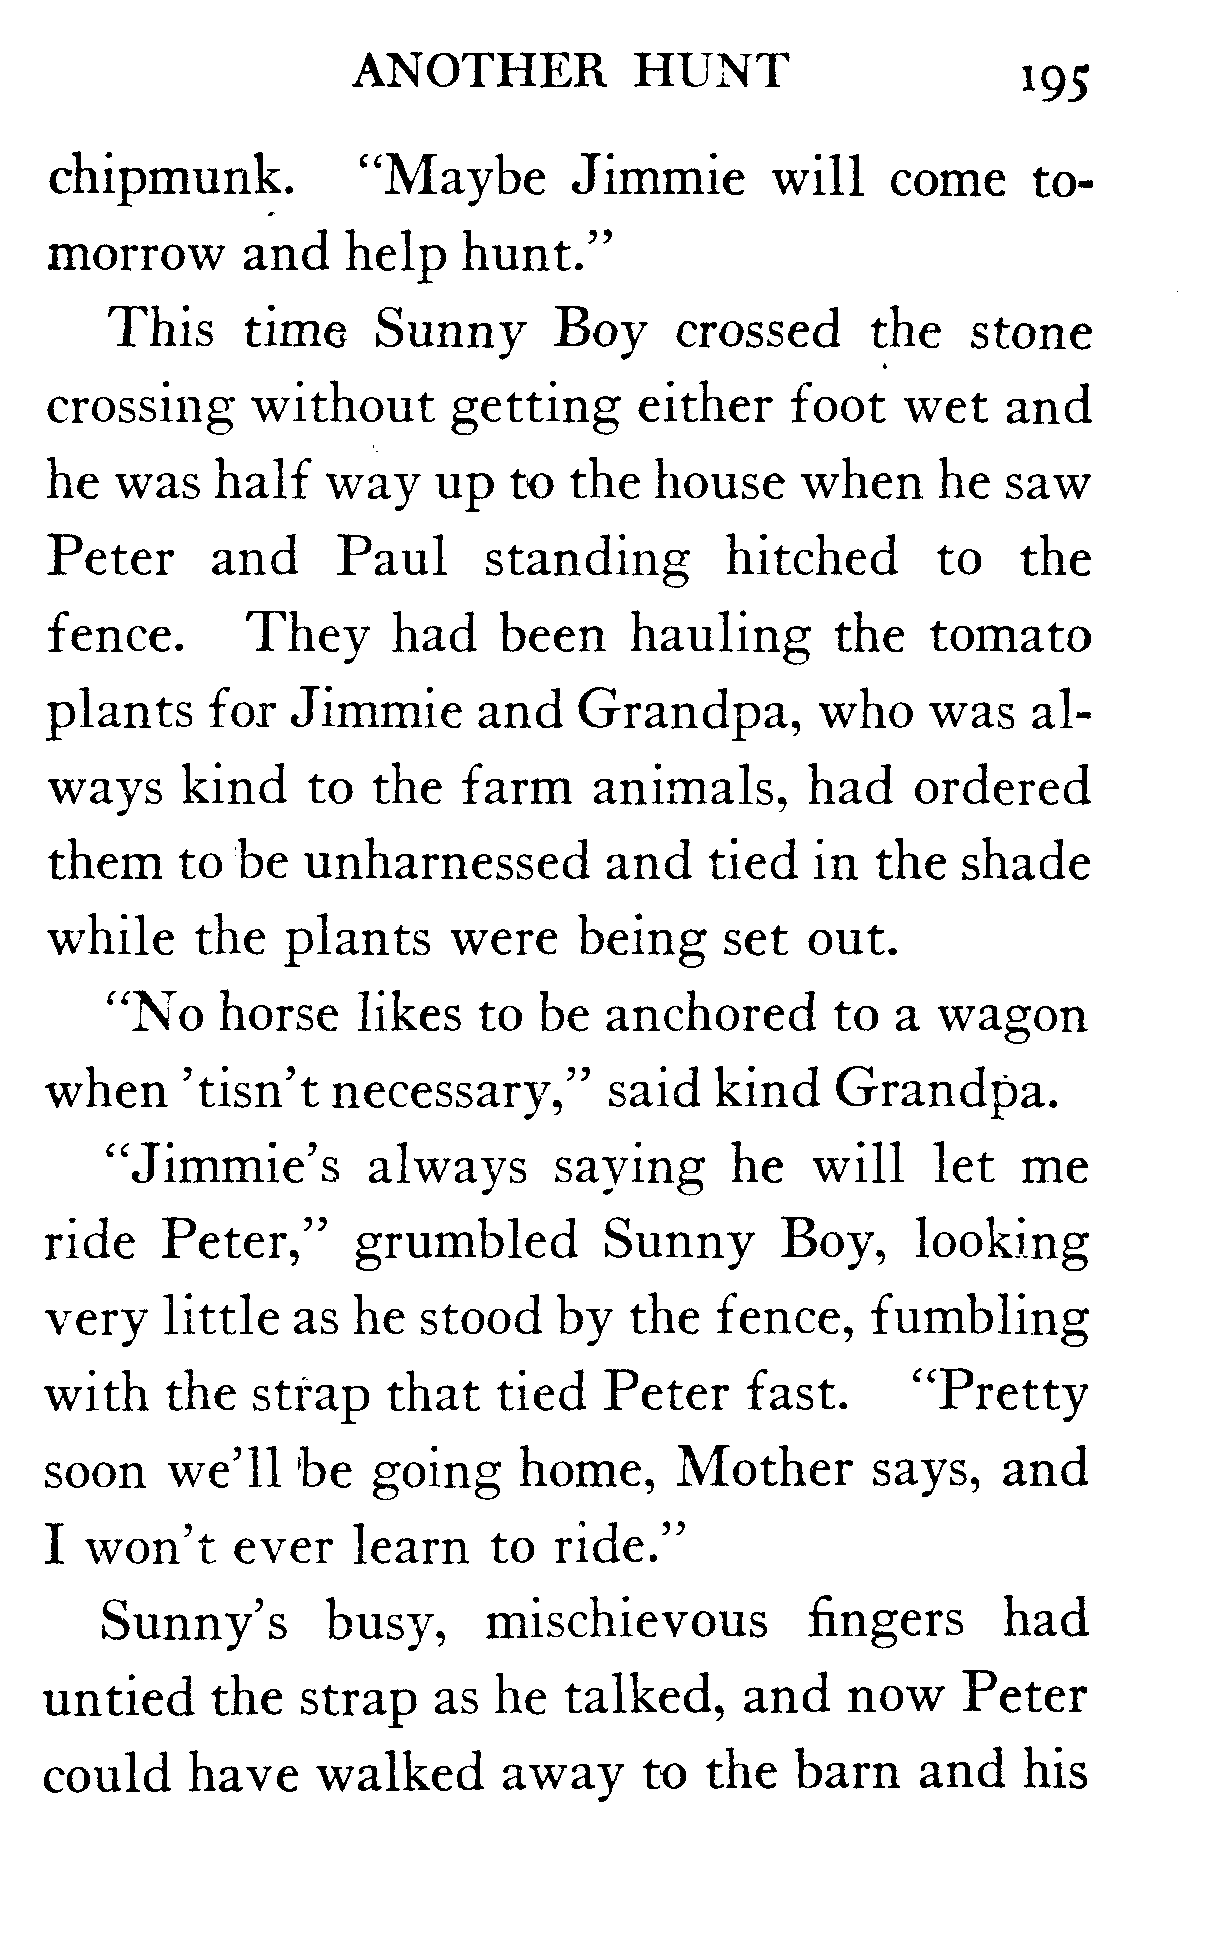 ANOTHER HUNT 195
chipmunk. “Maybe Jimmie will come to-
morrow and help hunt.”
This time Sunny Boy crossed the stone
crossing without getting either foot wet and
he was half way up to the house when he saw
Peter and Paul standing hitched to the
fence. They had been hauling the tomato
plants for Jimmie and Grandpa, who was al-
ways kind to the farm animals, had ordered
them to be unharnessed and tied in the shade
while the plants were being set out.
“No horse likes to be anchored to a wagon
when ’tisn’t necessary,” said kind Grandpa.
“Jimmie’s always saying he will let me
ride Peter,” grumbled Sunny Boy, looking
very little as he stood by the fence, fumbling
with the strap that tied Peter fast. “Pretty
soon we’ll be going home, Mother says, and
I won’t ever learn to ride.”
Sunny’s busy, mischievous fingers had
untied the strap as he talked, and now Peter
could have walked away to the barn and his